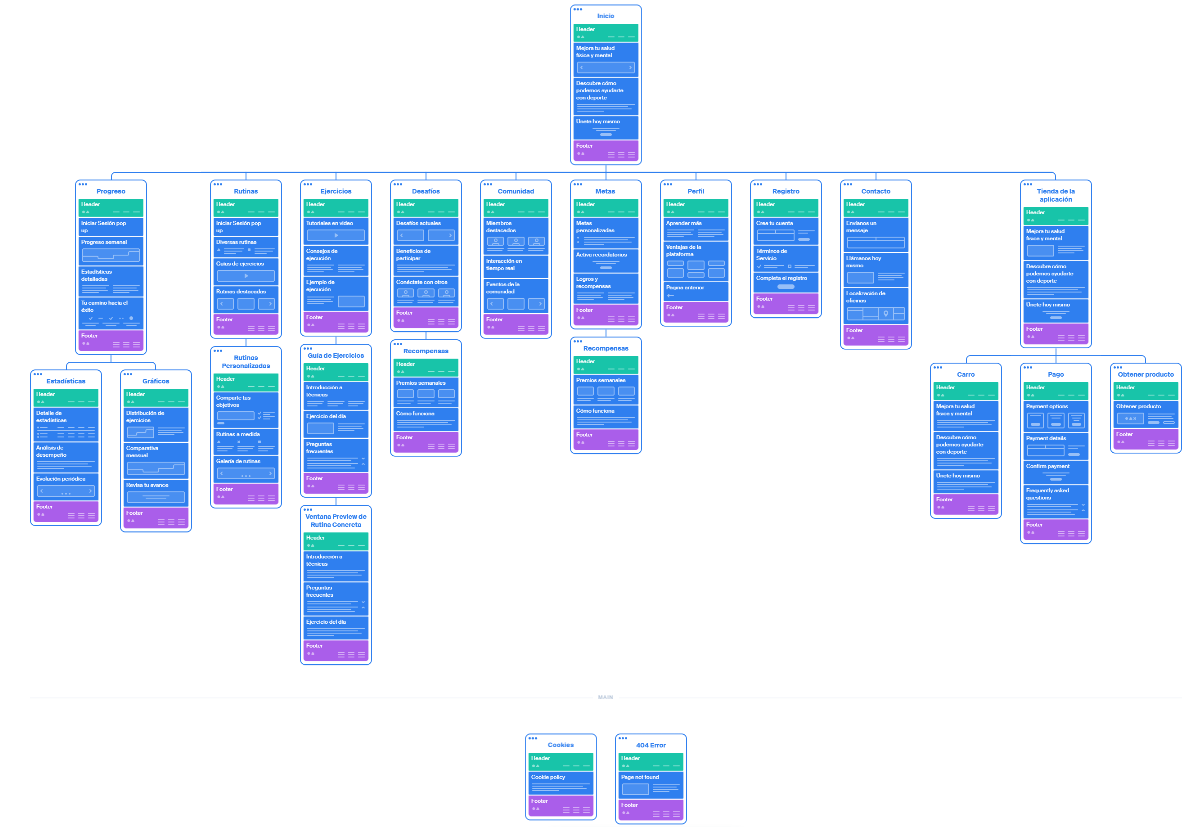 Inicio
Header
Mejora tu salud
física y mental
Descubre cómo
podemos ayudarte
con deporte
Únete hoy mismo
Footer
Progreso
Header
Iniciar Sesión pop
up
Progreso semanal
Estadísticas
detalladas
Tu camino hacia el
éxito
Footer
Rutinas
Header
Iniciar Sesión pop
up
Diversas rutinas
Guías de ejercicios
Rutinas destacadas
Footer
Ejercicios
Header
Tutoriales en video
Consejos de
ejecución
Ejemplo de
ejecución
Footer
Desafíos
Header
Desafíos actuales
Beneficios de
participar
Conéctate con otros
Footer
Comunidad
Header
Miembros
destacados
Interacción en
tiempo real
Eventos de la
comunidad
Footer
Metas
Header
Metas
personalizadas
Activa recordatorios
Logros y
recompensas
Footer
Perfil
Header
Aprender más
Ventajas de la
plataforma
Página anterior
Footer
Registro
Header
Crea tu cuenta
Términos de
Servicio
Completa el registro
Footer
Contacto
Header
Envíanos un
mensaje
Llámanos hoy
mismo
Localización de
idiomas
Footer
Tienda de la
aplicación
Header
Mejora tu salud
física y mental
Descubre cómo
podemos ayudarte
con deporte
Únete hoy mismo
Footer
Estadísticas
Header
Detalle de
estadísticas
Análisis de
desempeño
Evolución periódica
Footer
Gráficos
Header
Distribución de
ejercicios
Comparativa
mensual
Revisa tu avance
Footer
Rutinas
Personalizadas
Header
Comparte tus
objetivos
Rutinas a medida
Galería de rutinas
Footer
Guía de Ejercicios
Header
Introducción a
técnicas
Ejercicio del día
Preguntas
frecuentes
Footer
Ventana Preview de
Rutina Concreta
Header
Introducción a
técnicas
Preguntas
frecuentes
Ejercicio del día
Footer
Recompensas
Header
Premios semanales
Cómo funciona
Footer
Recompensas
Header
Premios semanales
Cómo funciona
Footer
Carro
Header
Mejora tu salud
física y mental
Descubre cómo
podemos ayudarte
con deporte
Únete hoy mismo
Footer
Pago
Header
Payment options
Payment details
Confirm payment
Frequently asked
questions
Footer
Obtener producto
Header
Obtener producto
Footer
MAIN
Cookies
Header
Cookie policy
Footer
404 Error
Header
Page not found
Footer